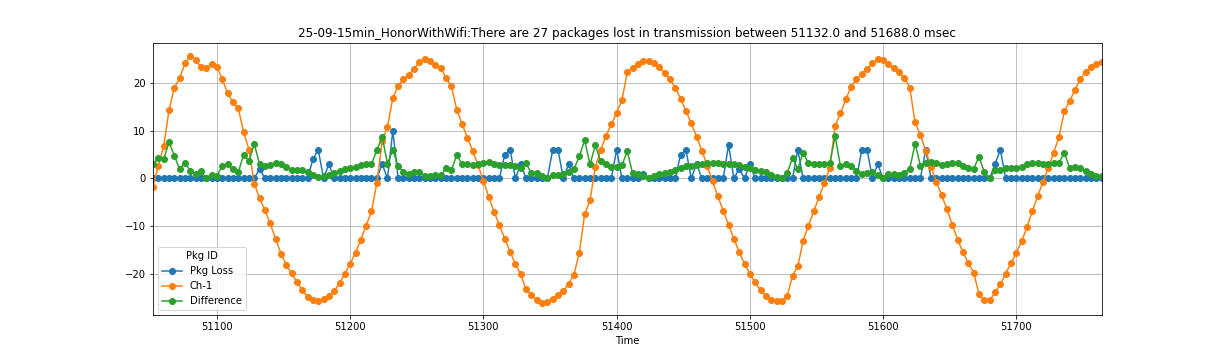 25-09-15min_HonorWithWifi:There are 27 packages lost in transmission between 51132.0 and 51688.0 msec
20
10
0
−10
−20
Pkg ID
Pkg Loss
Ch-1
Difference
51100 51200 51300 51400 51500 51600 51700
Time